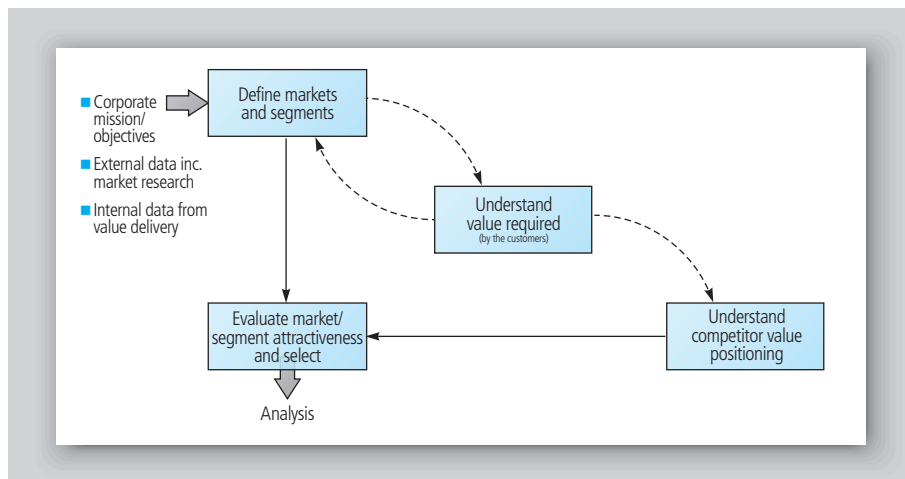 Corporate
mission/
objectives
External data inc.
market research
Internal data from
value delivery
Define markets
and segments
Understand
value required
(by the customers)
Understand
competitor value
positioning
Evaluate market/
segment attractiveness
and select
Analysis